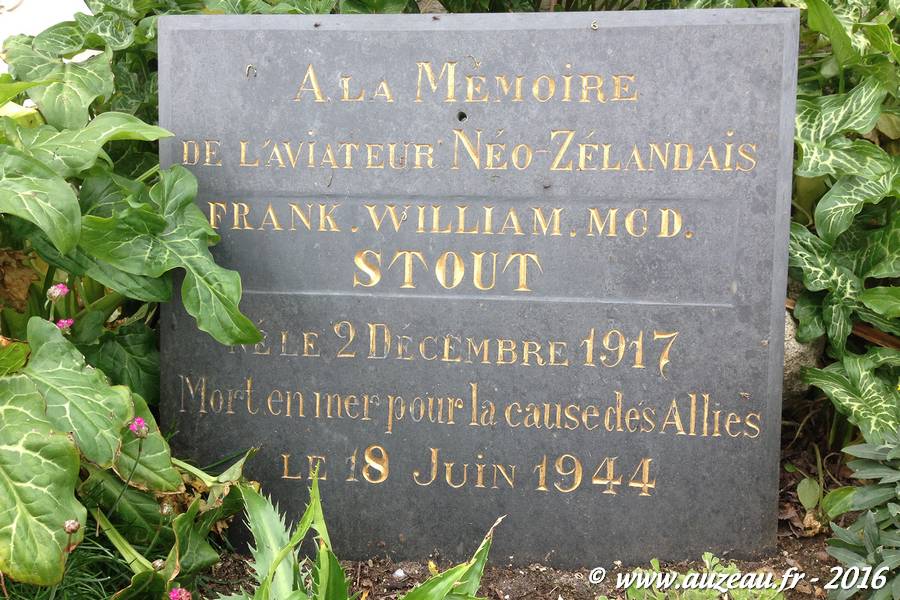 A LA MÉMOIRE
DE L'AVIATEUR NÉO-ZÉLANDAIS
FRANK.WILLIAM.MCD.
STOUT
NÉ LE 2 DÉCEMBRE 1917
Mort en mer pour la cause des Alliés
LE 18 JUIN 1944
© www.auzeau.fr - 2016